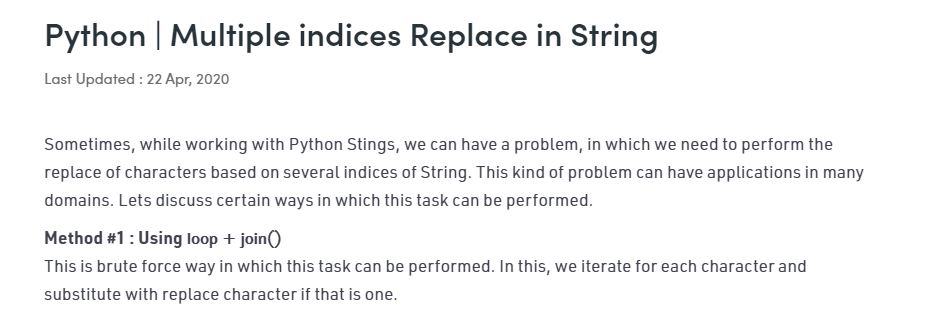 Python | Multiple indices Replace in String
Last Updated : 22 Apr, 2020
Sometimes, while working with Python Stings, we can have a problem, in which we need to perform the
replace of characters based on several indices of String. This kind of problem can have applications in many
domains. Lets discuss certain ways in which this task can be performed.
Method #1 : Using loop + join()
This is brute force way in which this task can be performed. In this, we iterate for each character and
substitute with replace character if that is one.